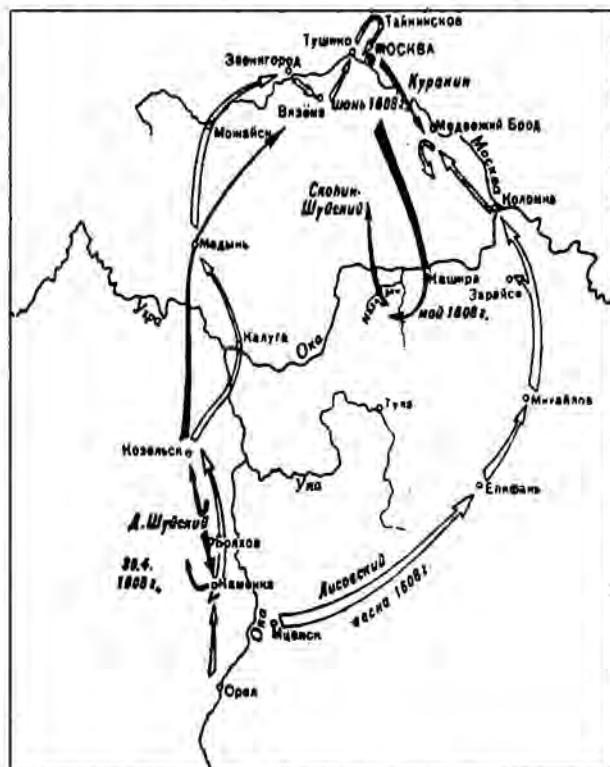 Тайнинское
Тушино
МОСКВА
Звенигород
Куракин
Вязёма
июнь 1608 г.
Медвежий Брод
Можайск
Москва
Скопин-
Шуйский
Коломна
Медынь
Кашира
Зарайск
май 1608 г.
Угра
Калуга
Ока
Михайлов
Тула
Козельск
Упа
Епифань
Д. Шуйский
Болхов
30.4.
1608 г.
Каменка
Лисовский
весна 1608 г.
Ока
Мценск
Орел